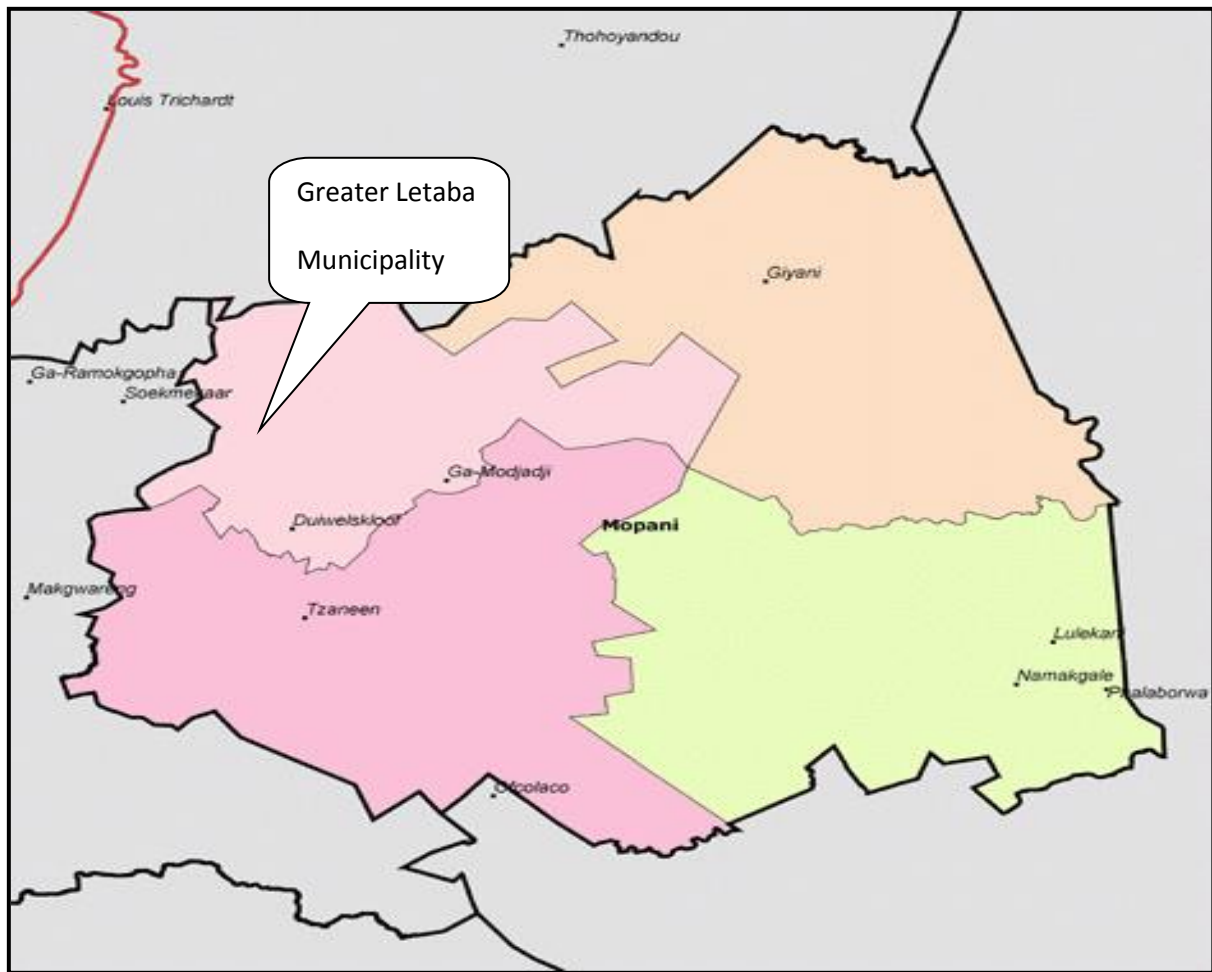 Thohoyandou
Louis Trichardt
Greater Letaba
Municipality
Giyani
Ga-Ramokgopha
Soekmekaar
Ga-Modjadji
Duiwelskloof
Mopani
Makgwareng
Tzaneen
Lulekani
Namakgale
Phalaborwa
Ofcolaco